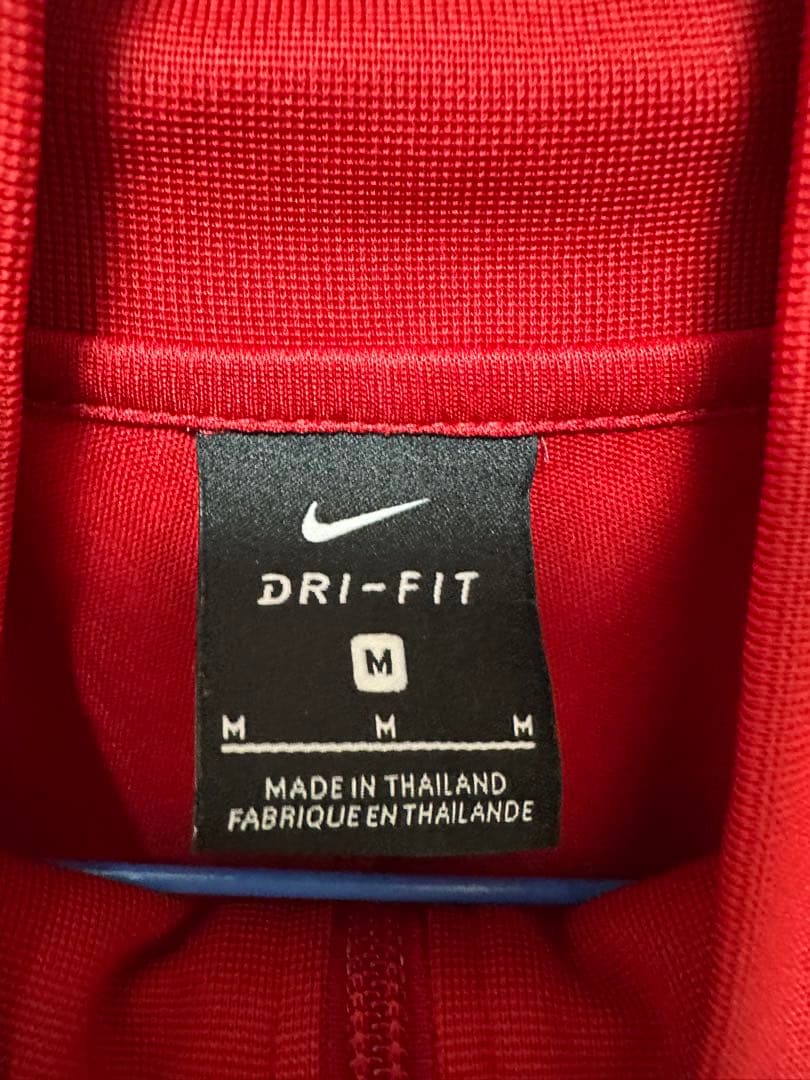 DRI-FIT
M
M M M
MADE IN THAILAND
FABRIQUE EN THAILANDE